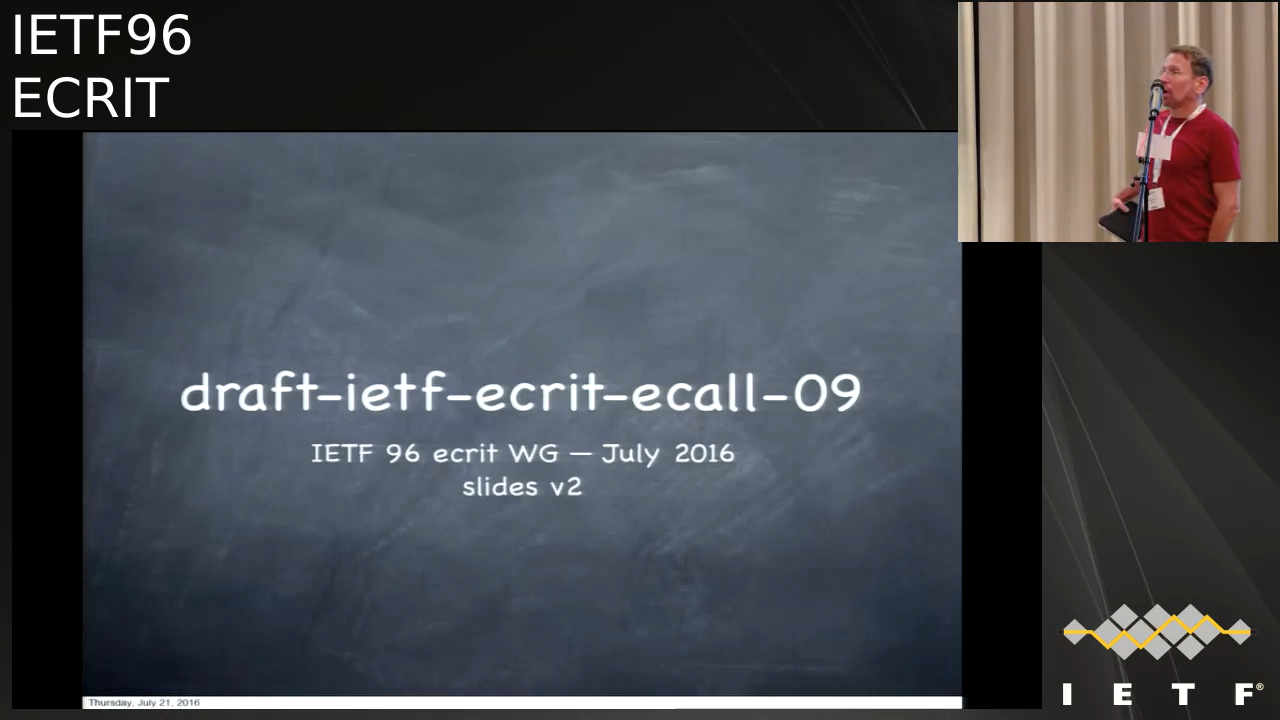 IETF96
ECRIT
draft-ietf-ecrit-ecall-09
IETF 96 ecrit WG — July 2016
slides v2
Thursday, July 21, 2016
I E T F®